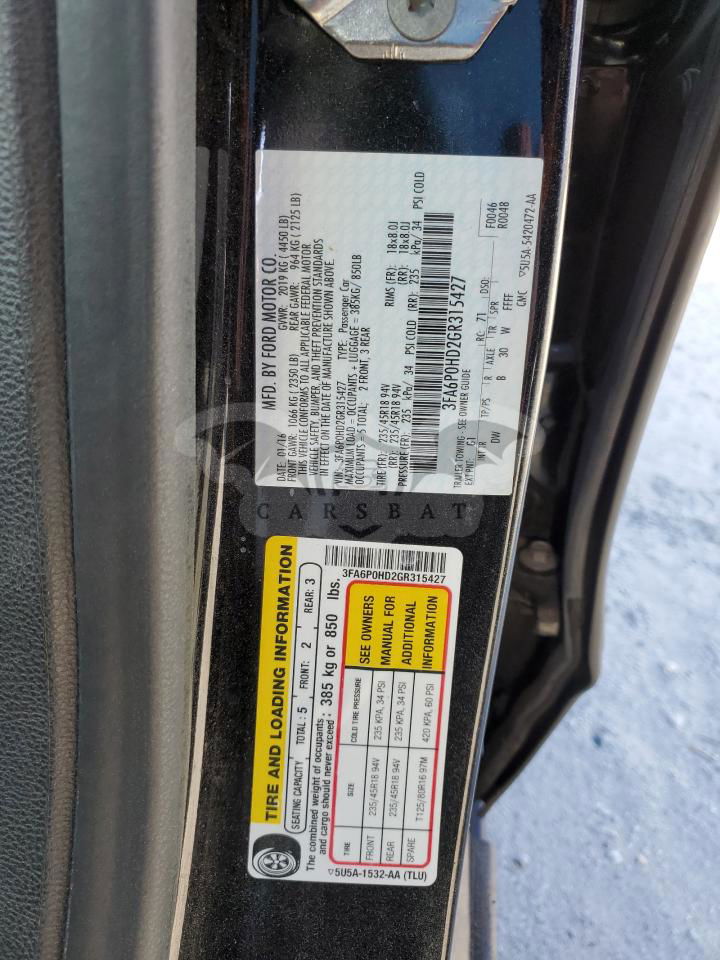 MFD. BY FORD MOTOR CO.
DATE: 01/16 GVWR: 2019 KG ( 4450 LB)
FRONT GAWR: 1066 KG ( 2350 LB) REAR GAWR: 964 KG ( 2125 LB)
THIS VEHICLE CONFORMS TO ALL APPLICABLE FEDERAL MOTOR
VEHICLE SAFETY, BUMPER, AND THEFT PREVENTION STANDARDS
IN EFFECT ON THE DATE OF MANUFACTURE SHOWN ABOVE.
VIN: 3FA6P0HD2GR315427 TYPE: Passenger Car
MAXIMUM LOAD = OCCUPANTS + LUGGAGE = 385KG/ 850LB
OCCUPANTS = 5 TOTAL; 2 FRONT, 3 REAR
TIRE (FR): 235/45R18 94V RIMS (FR): 18x8.0J
(RR): 235/45R18 94V (RR): 18x8.0J
PRESSURE (FR): 235 kPa/ 34 PSI COLD (RR): 235 kPa/ 34 PSI COLD
3FA6P0HD2GR315427
TRAILER TOWING - SEE OWNER GUIDE
EXT PNT: G1 RC: 71 DSO: F0046
R0048
INT TR TP/PS R AXLE TR SPR
DW B 30 W FFFF
GMC ▽5U5A-5420472-AA
CARSBAT
TIRE AND LOADING INFORMATION
SEATING CAPACITY TOTAL : 5 FRONT: 2 REAR: 3
The combined weight of occupants
and cargo should never exceed : 385 kg or 850 lbs.
3FA6P0HD2GR315427
TIRE SIZE COLD TIRE PRESSURE SEE OWNERS
FRONT 235/45R18 94V 235 KPA, 34 PSI MANUAL FOR
REAR 235/45R18 94V 235 KPA, 34 PSI ADDITIONAL
SPARE T125/80R16 97M 420 KPA, 60 PSI INFORMATION
▽5U5A-1532-AA (TLU)